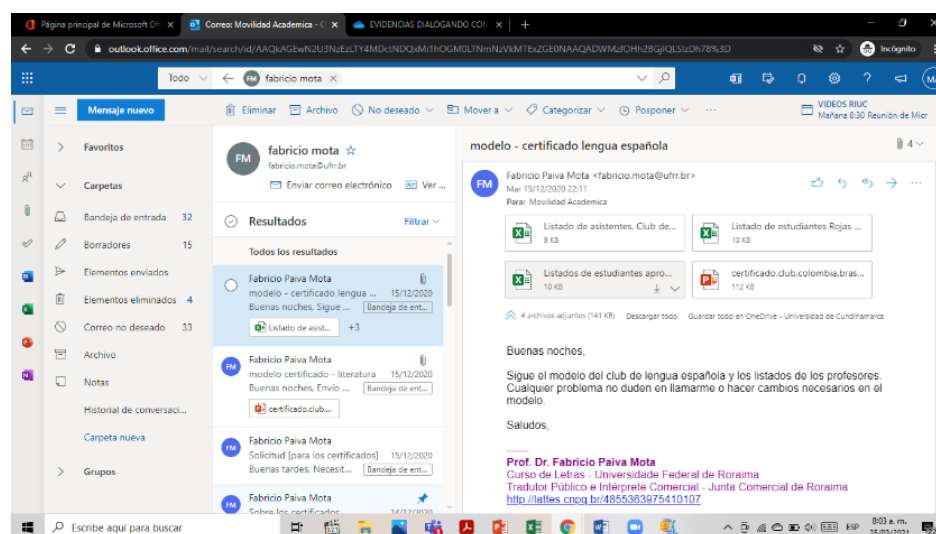 Página principal de Microsoft Off
Correo: Movilidad Academica - O
EVIDENCIAS DIALOGANDO CON
outlook.office.com/mail/search/id/
Incógnito
Todo
fabricio mota
Mensaje nuevo
Eliminar
Archivo
No deseado
Mover a
Categorizar
Posponer
VIDEOS RIUC
Mañana 8:30 Reunión de Micr
Favoritos
Carpetas
Bandeja de entrada 32
Borradores 15
Elementos enviados
Elementos eliminados 4
Correo no deseado 33
Archivo
Notas
Historial de conversaci...
Carpeta nueva
Grupos
FM
fabricio mota
fabricio.mota@ufrr.br
Enviar correo electrónico
Ver ...
Resultados
Filtrar
Todos los resultados
Fabricio Paiva Mota
modelo - certificado lengua ... 15/12/2020
Buenas noches, Sigue ... Bandeja de ent...
Listado de asist... +3
FM
Fabricio Paiva Mota
modelo certificado - literatura 15/12/2020
Buenas noches, Envío ... Bandeja de ent...
certificado.club....
FM
Fabricio Paiva Mota
Solicitud [para los certificados] 15/12/2020
Buenas tardes, Necesit... Bandeja de ent...
FM
Fabricio Paiva Mota
Sobre los certificados 14/12/2020
modelo - certificado lengua española
4
FM
Fabricio Paiva Mota <fabricio.mota@ufrr.br>
Mar 15/12/2020 22:11
Para: Movilidad Academica
Listado de asistentes. Club de...
9 KB
Listado de estudiantes Rojas ...
10 KB
Listados de estudiantes apro...
10 KB
certificado.club.colombia.bras...
112 KB
4 archivos adjuntos (141 KB) Descargar todo Guardar todo en OneDrive - Universidad de Cundinamarca
Buenas noches,
Sigue el modelo del club de lengua española y los listados de los profesores.
Cualquier problema no duden en llamarme o hacer cambios necesarios en el
modelo.
Saludos,
Prof. Dr. Fabricio Paiva Mota
Curso de Letras - Universidade Federal de Roraima
Tradutor Público e Intérprete Comercial - Junta Comercial de Roraima
http://lattes.cnpq.br/4855363975410107
Escribe aquí para buscar
ESP
8:03 a. m.
25/03/2021